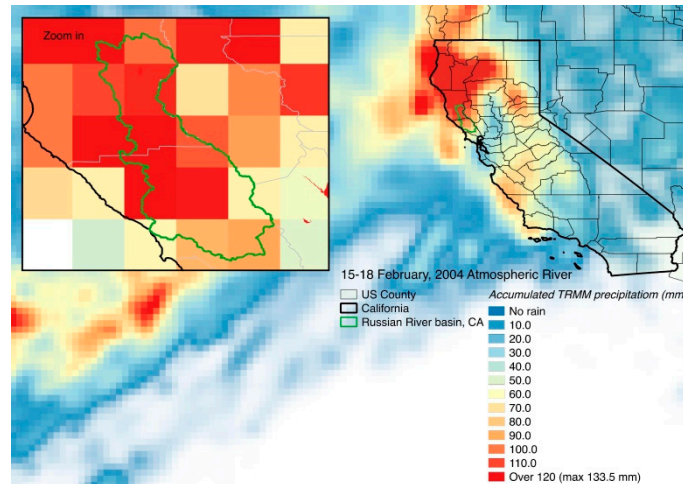 Zoom in
15-18 February, 2004 Atmospheric River
US County
California
Russian River basin, CA
Accumulated TRMM precipitatiom (mm
No rain
10.0
20.0
30.0
40.0
50.0
60.0
70.0
80.0
90.0
100.0
110.0
Over 120 (max 133.5 mm)